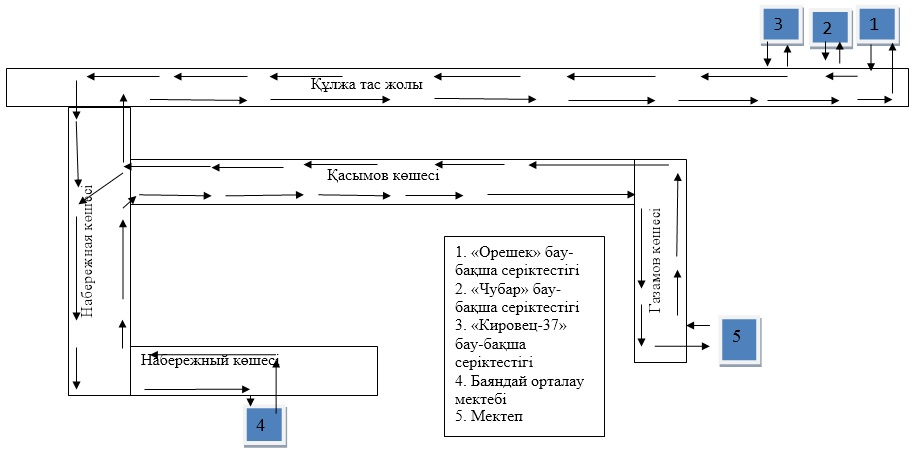 3
2
1
Құлжа тас жолы
Қасымов көшесі
Набережная көшесі
Газамов көшесі
1. «Орешек» бау-
бақша серіктестігі
2. «Чубар» бау-
бақша серіктестігі
3. «Кировец-37»
бау-бақша
серіктестігі
4. Баяндай орталау
мектебі
5. Мектеп
5
Набережный көшесі
4